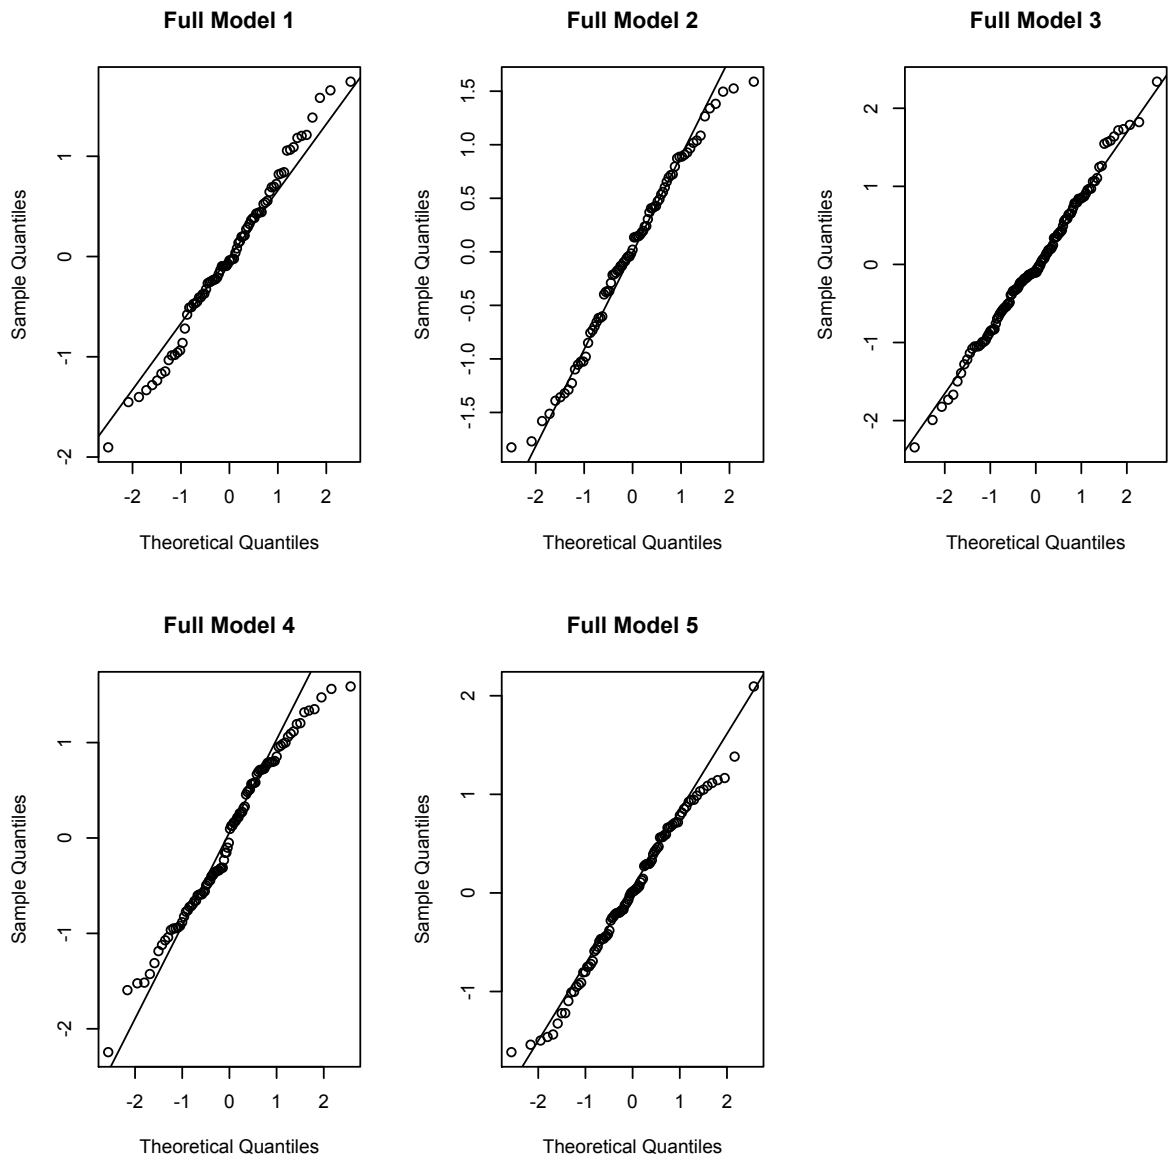 Full Model 1
Full Model 2
Full Model 3
Sample Quantiles
-2
-1
0
1
-2 -1 0 1 2
Theoretical Quantiles
Sample Quantiles
-1.5
-1.0
-0.5
0.0
0.5
1.0
1.5
-2 -1 0 1 2
Theoretical Quantiles
Sample Quantiles
-2
-1
0
1
2
-2 -1 0 1 2
Theoretical Quantiles
Full Model 4
Full Model 5
Sample Quantiles
-2
-1
0
1
-2 -1 0 1 2
Theoretical Quantiles
Sample Quantiles
-1
0
1
2
-2 -1 0 1 2
Theoretical Quantiles